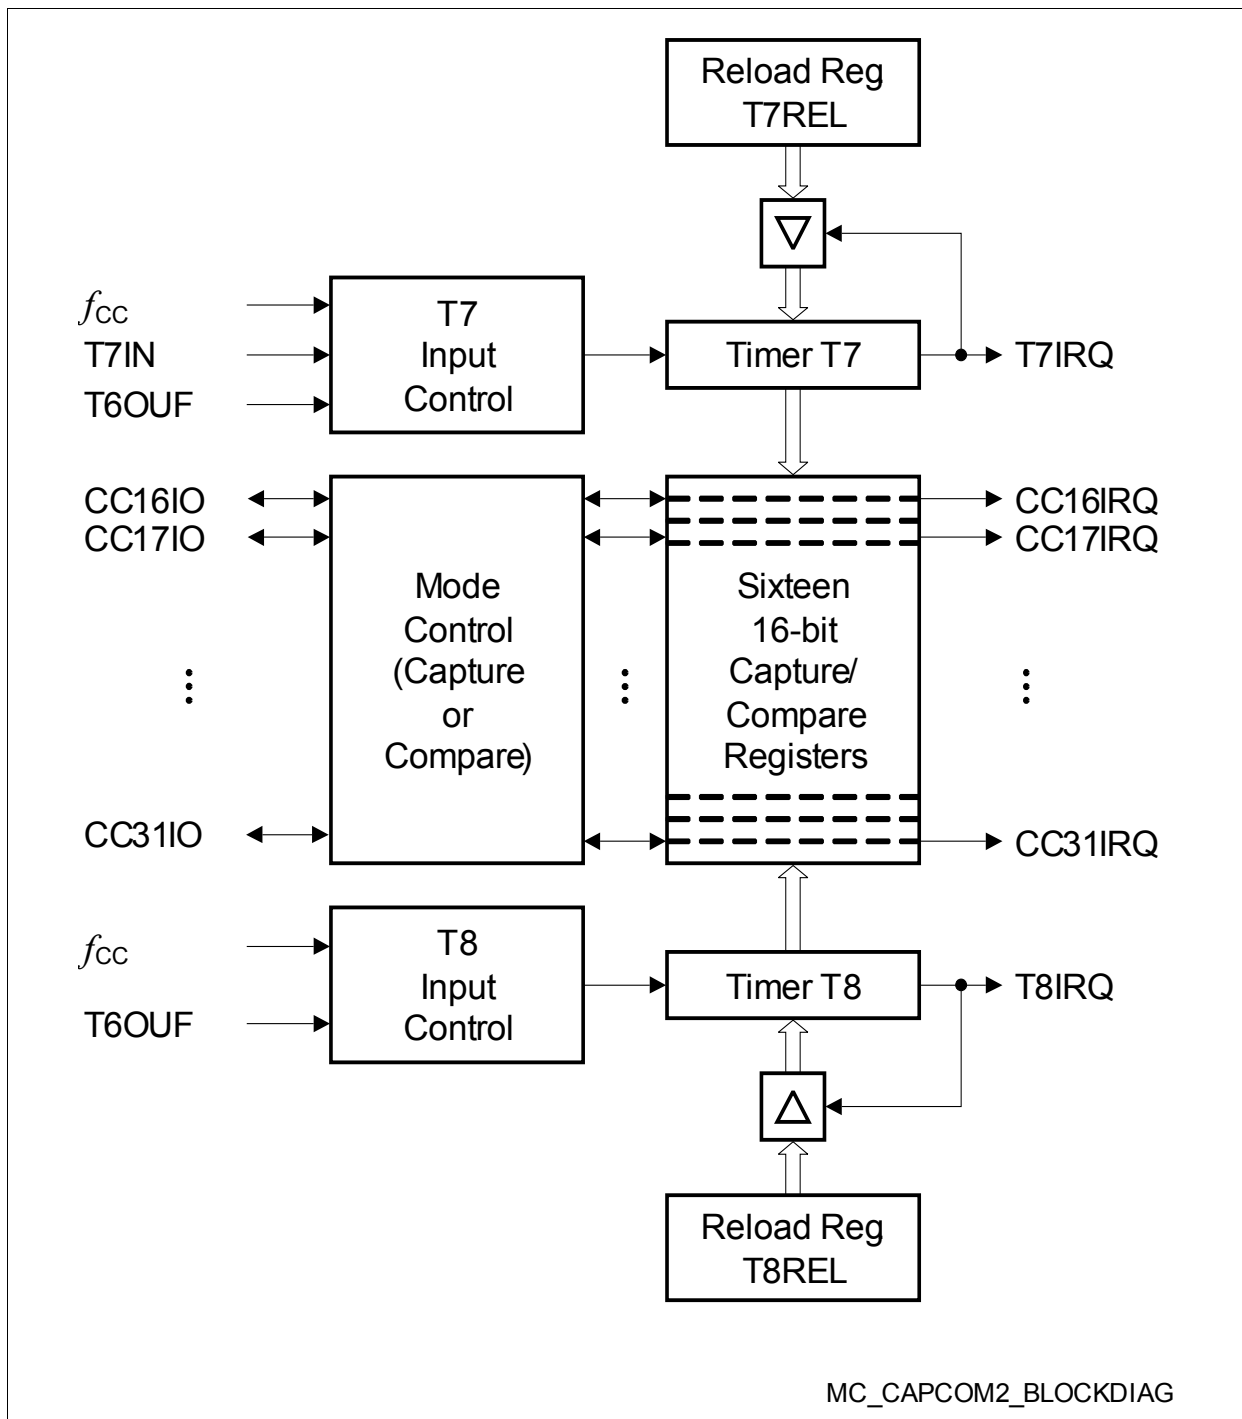 Reload Reg
T7REL
fCC
T7IN
T6OUF
T7
Input
Control
Timer T7
T7IRQ
CC16IO
CC17IO
CC31IO
Mode
Control
(Capture
or
Compare)
Sixteen
16-bit
Capture/
Compare
Registers
CC16IRQ
CC17IRQ
CC31IRQ
fCC
T6OUF
T8
Input
Control
Timer T8
T8IRQ
Reload Reg
T8REL
MC_CAPCOM2_BLOCKDIAG